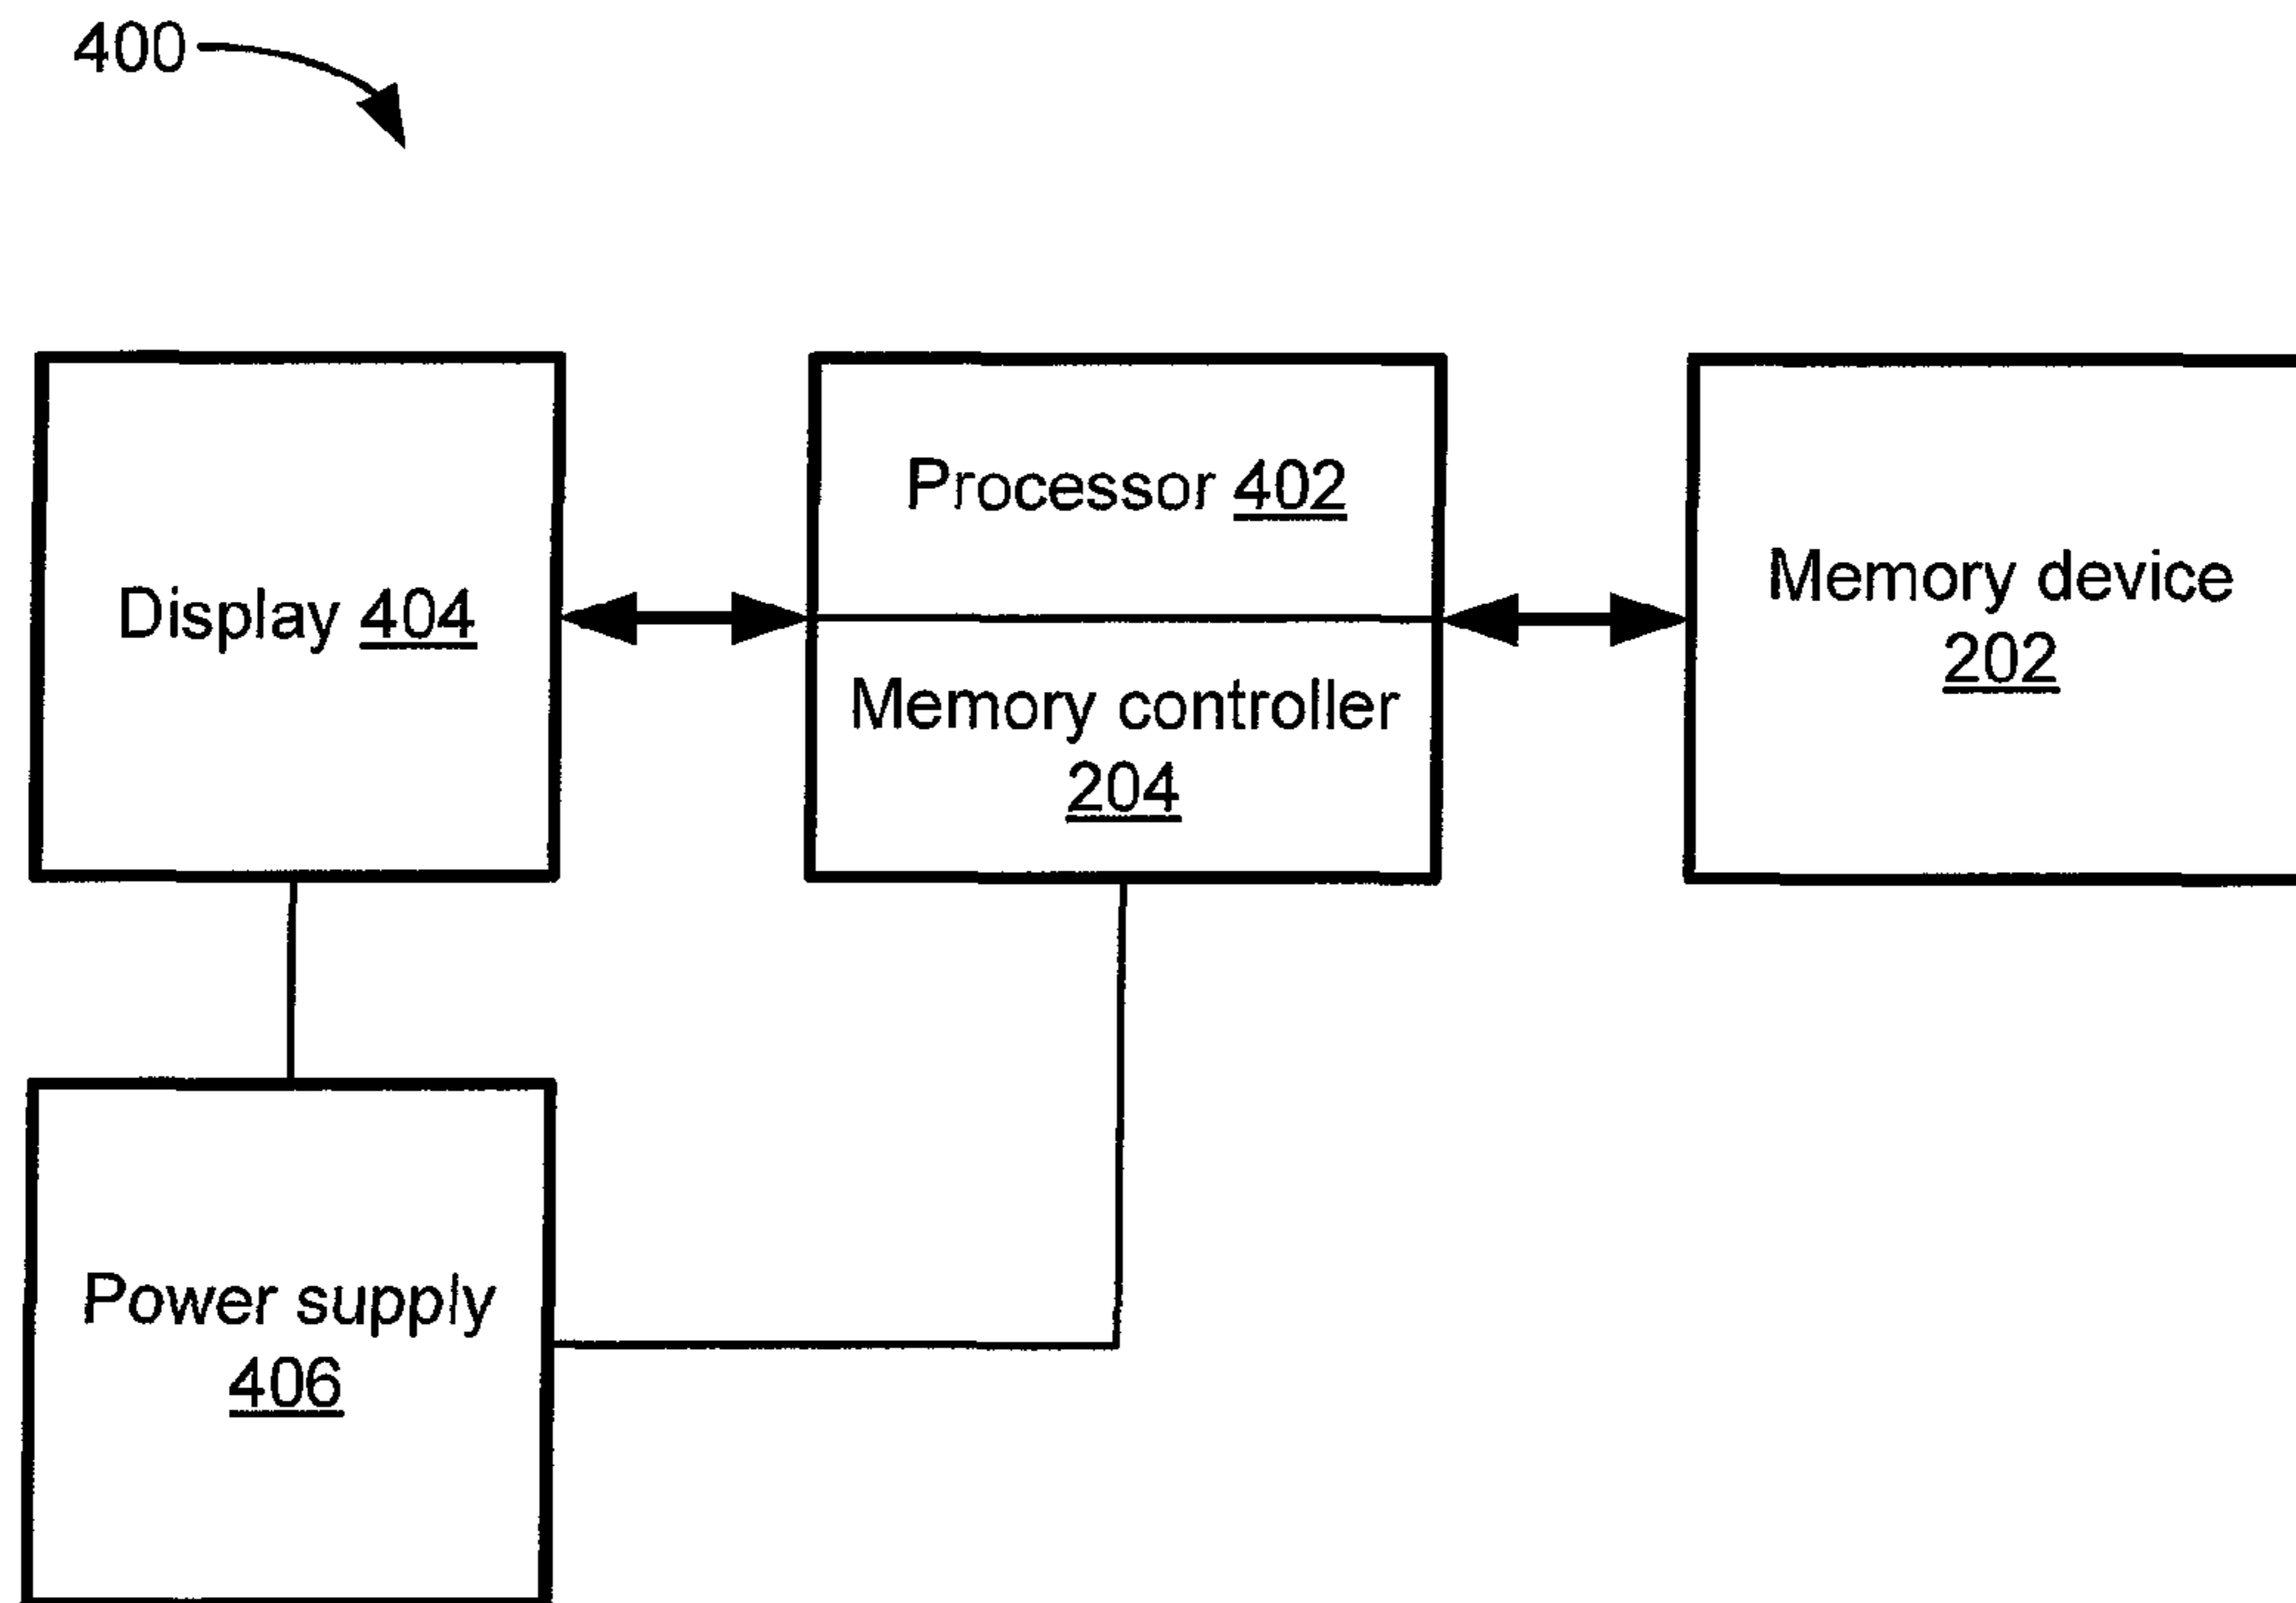 400
Display 404
Processor 402
Memory controller
204
Memory device
202
Power supply
406